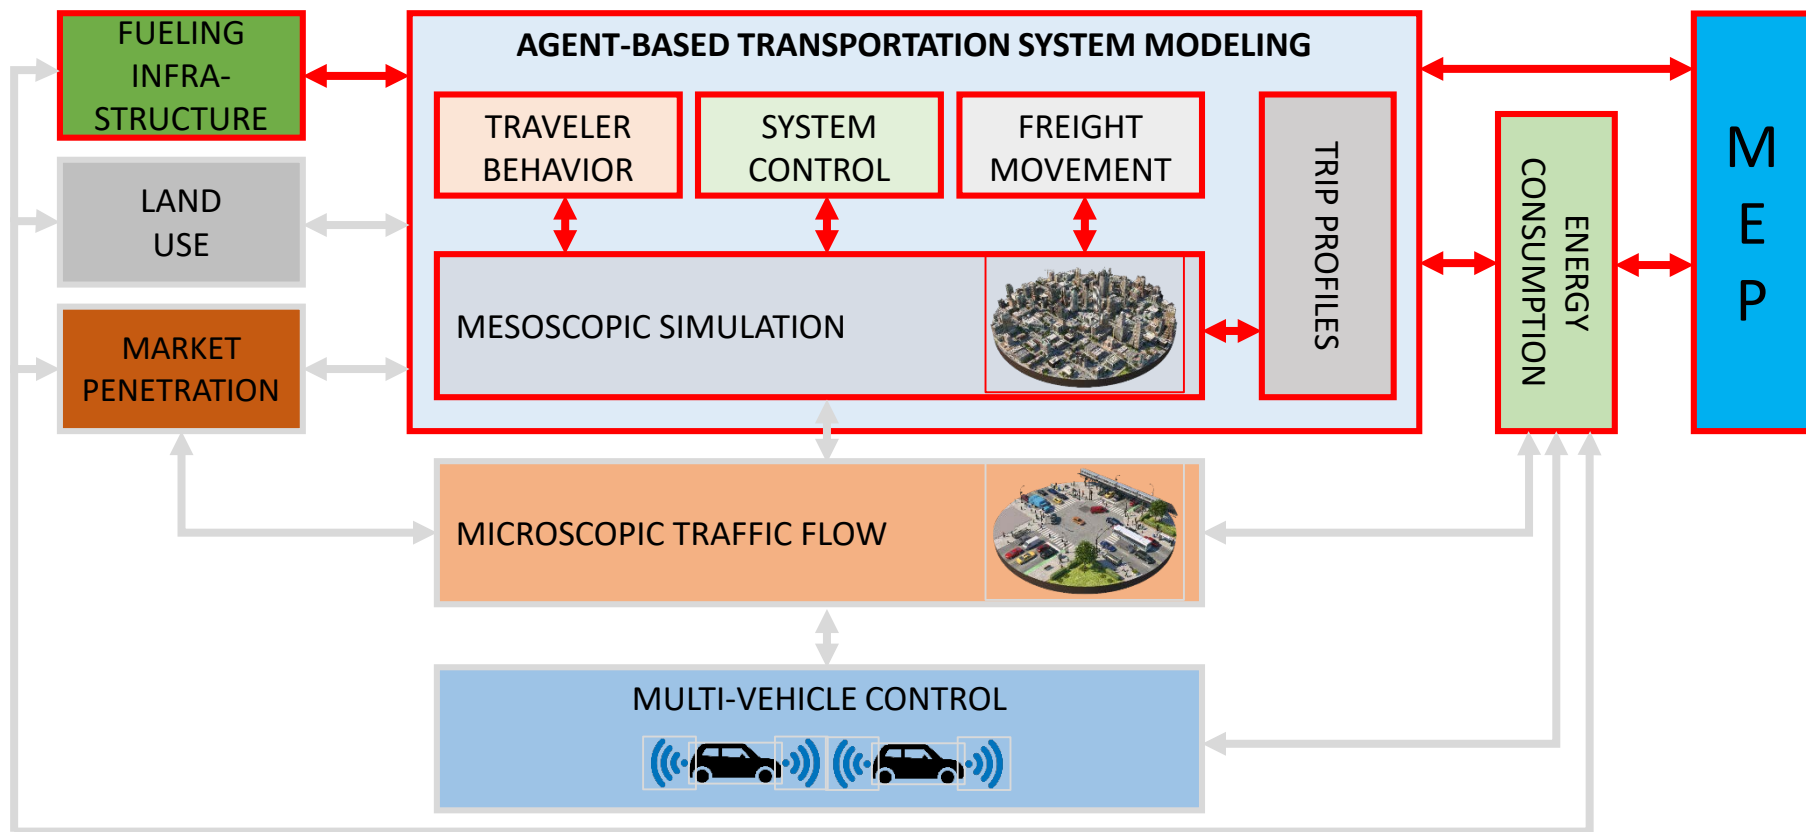 FUELING
INFRA-
STRUCTURE
LAND
USE
MARKET
PENETRATION
AGENT-BASED TRANSPORTATION SYSTEM MODELING
TRAVELER
BEHAVIOR
SYSTEM
CONTROL
FREIGHT
MOVEMENT
MESOSCOPIC SIMULATION
TRIP PROFILES
MICROSCOPIC TRAFFIC FLOW
MULTI-VEHICLE CONTROL
ENERGY
CONSUMPTION
M
E
P